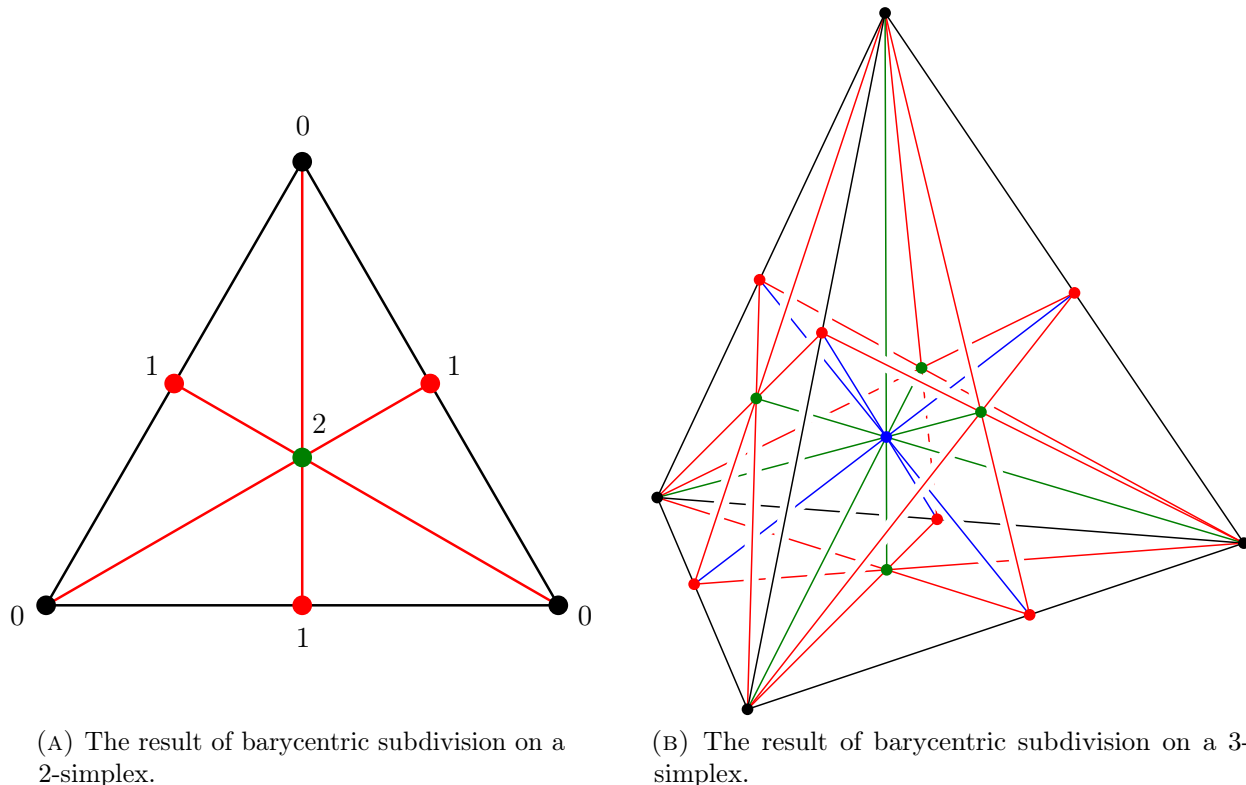 0
1
1
2
0
1
0
(A) The result of barycentric subdivision on a
2-simplex.
(B) The result of barycentric subdivision on a 3-
simplex.